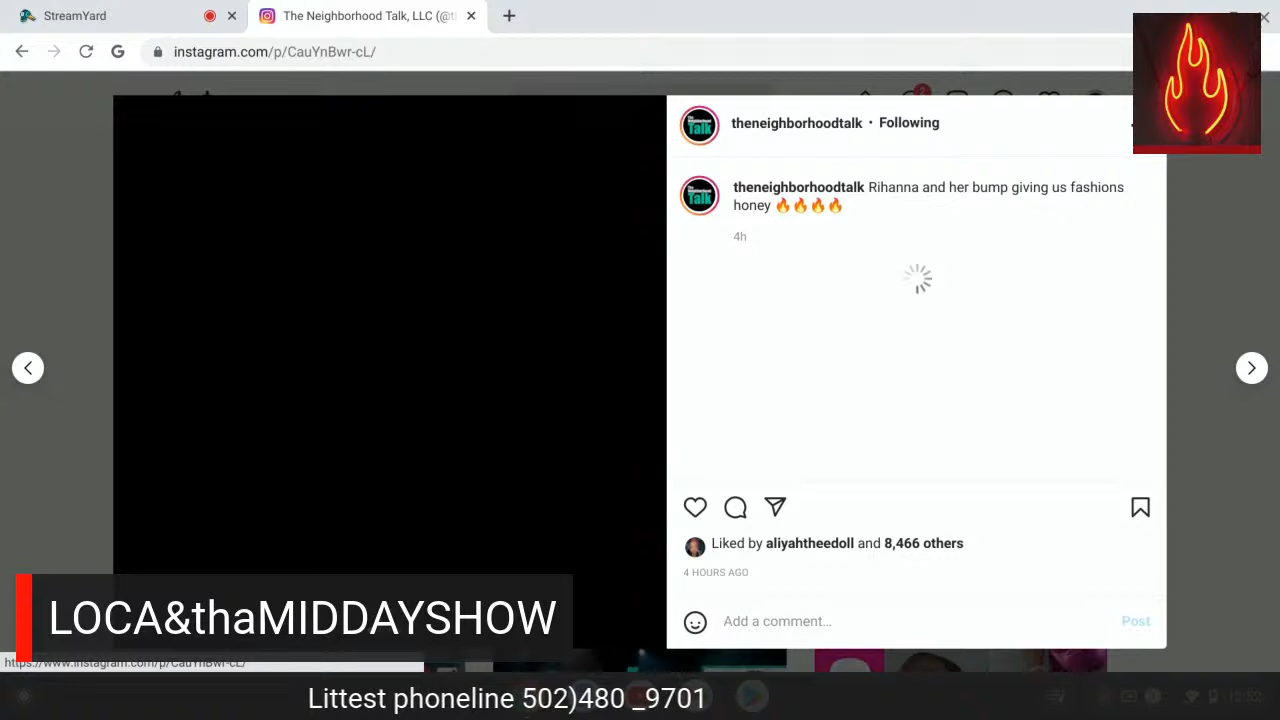 StreamYard
The Neighborhood Talk, LLC (@t
instagram.com/p/CauYnBwr-cL/
2
theneighborhoodtalk • Following
theneighborhoodtalk Rihanna and her bump giving us fashions
honey 🔥🔥🔥🔥
4h
Liked by aliyahtheedoll and 8,466 others
4 HOURS AGO
Add a comment...
Post
LOCA&thaMIDDAYSHOW
https://www.instagram.com/p/CauYnBwr-cL/
Littest phoneline 502)480 _9701